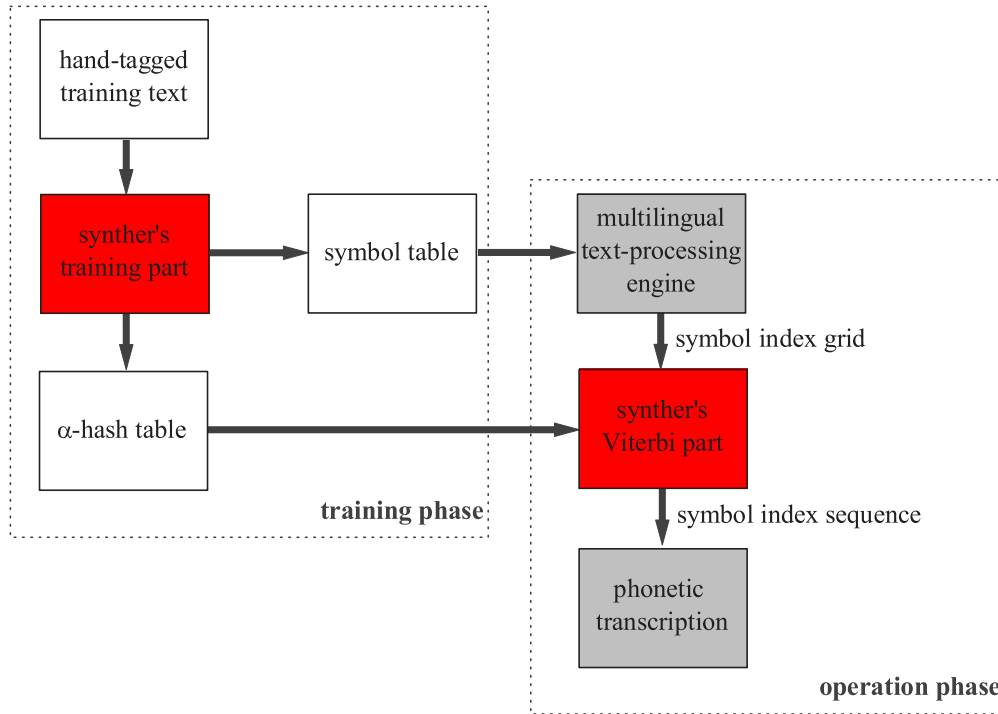 hand-tagged
training text
synther's
training part
symbol table
α-hash table
training phase
multilingual
text-processing
engine
symbol index grid
synther's
Viterbi part
symbol index sequence
phonetic
transcription
operation phase